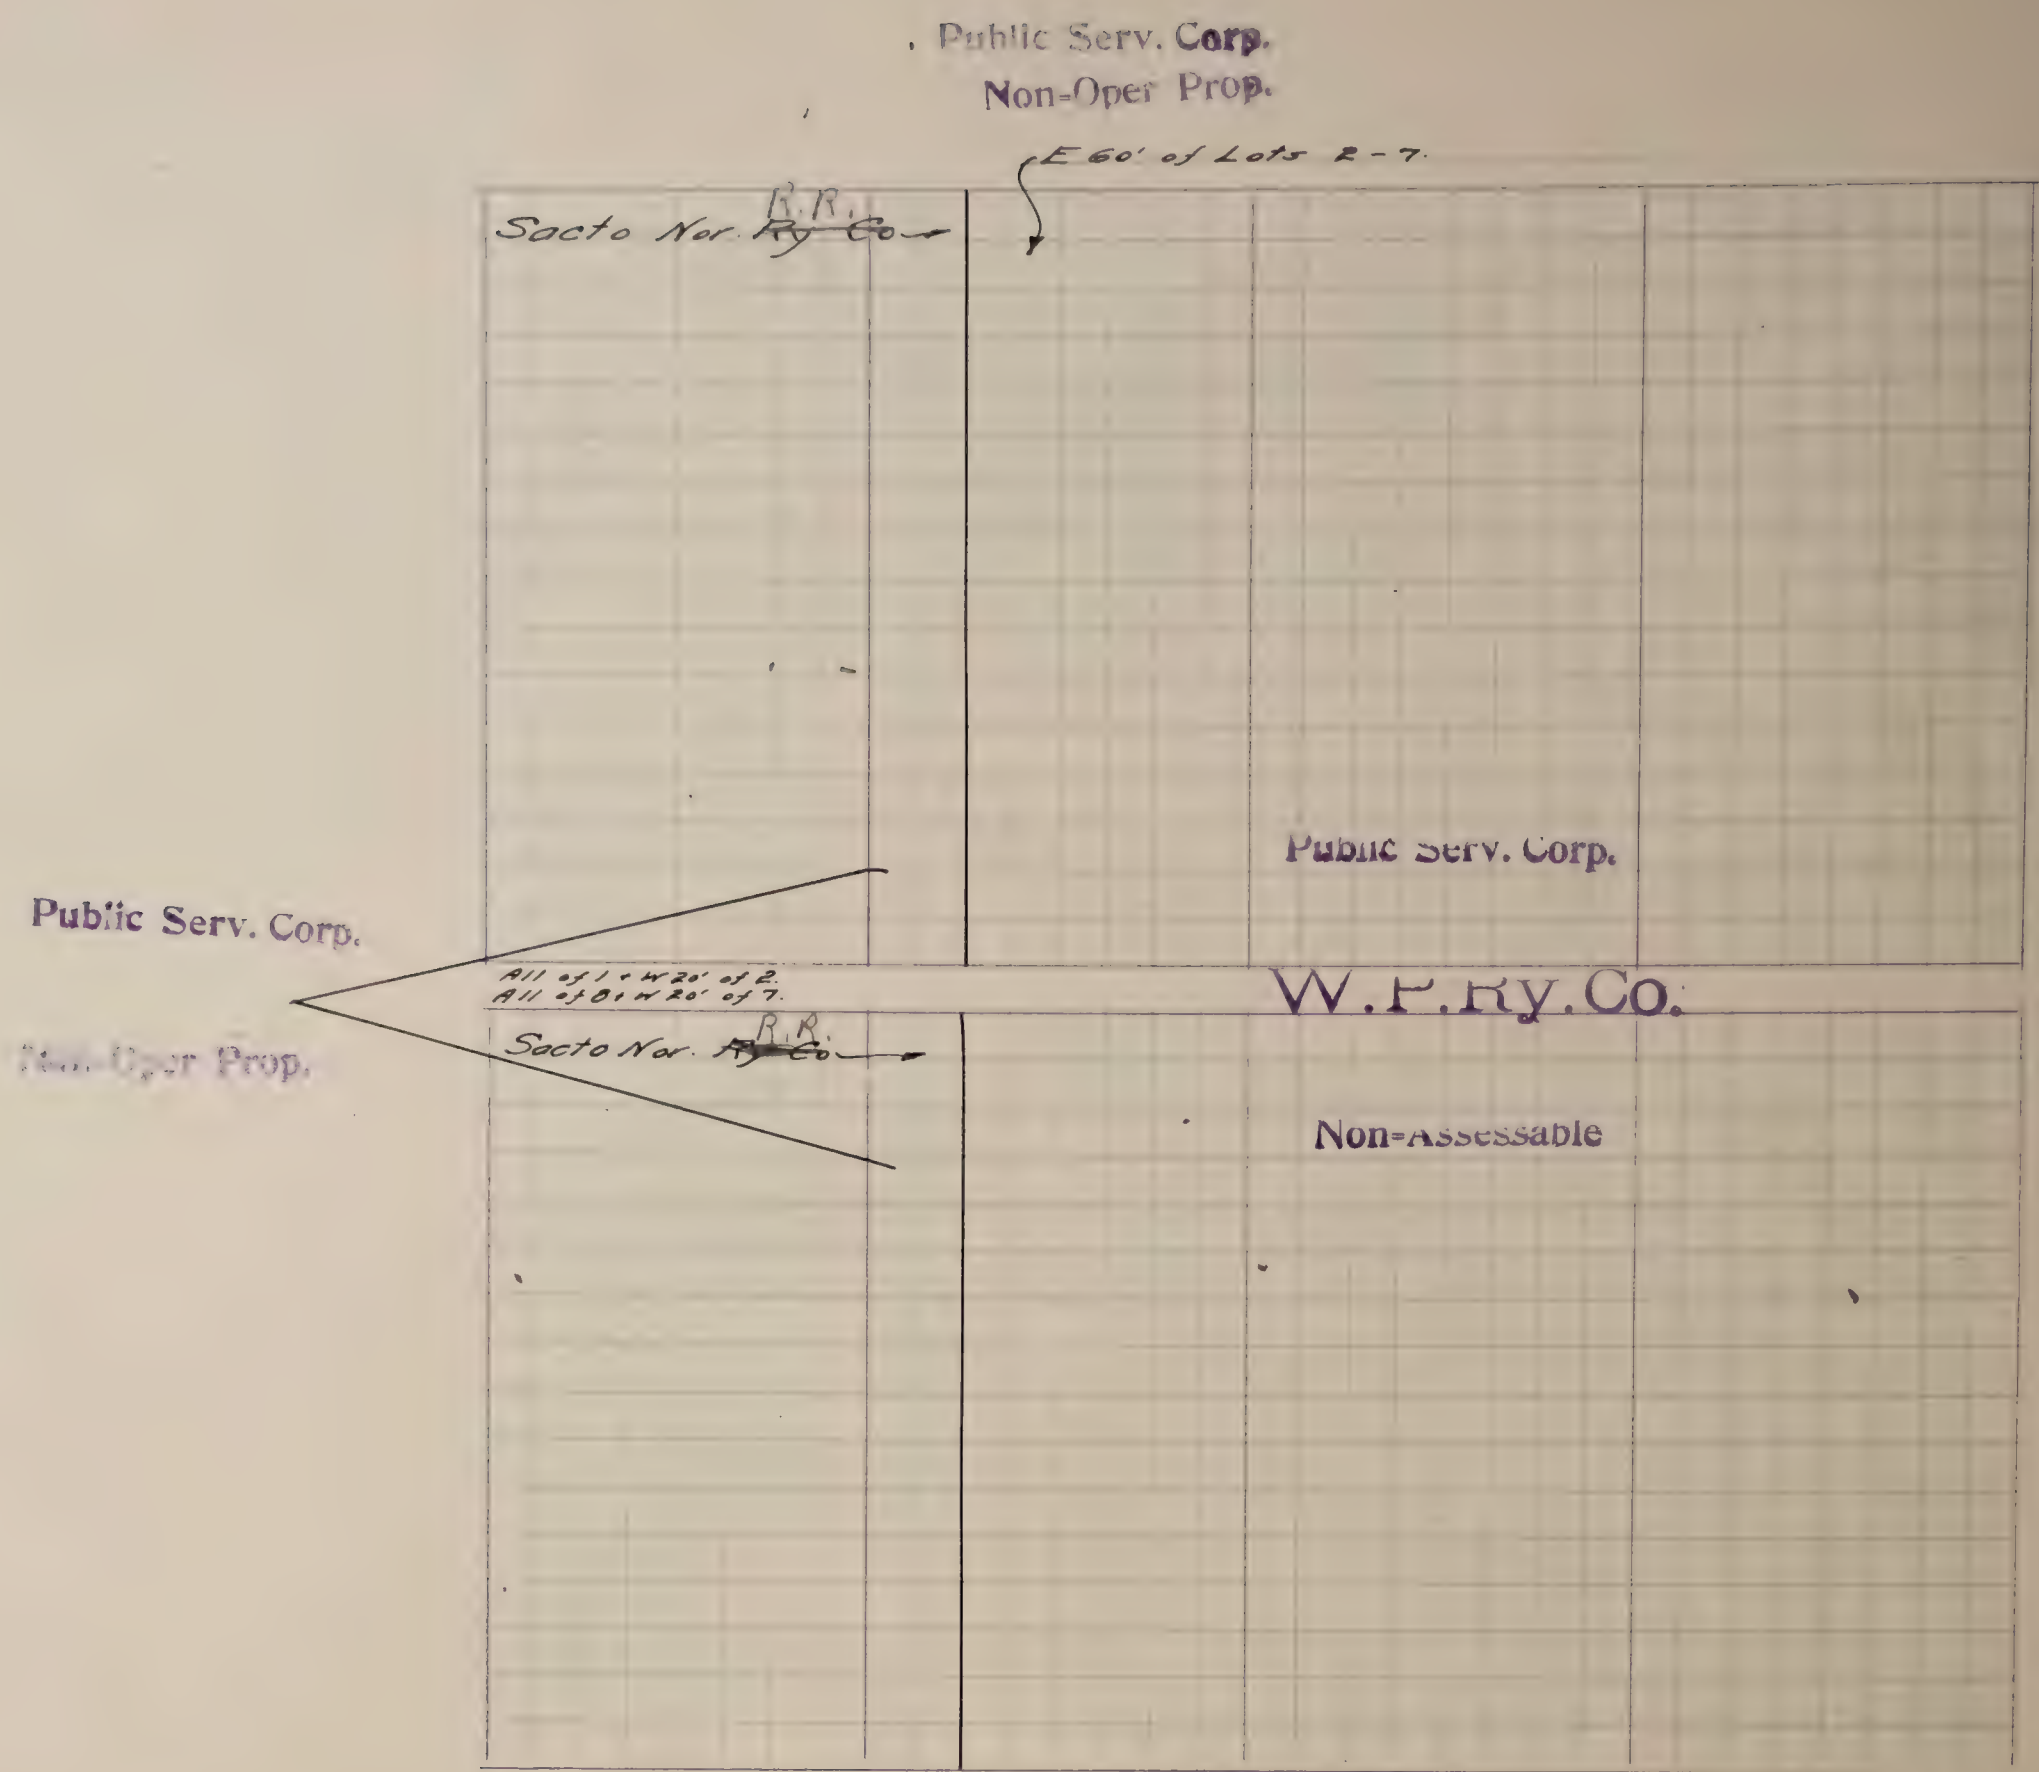 Public Serv. Corp.
Non-Oper Prop.
E 60' of Lots 2-7.
R.R.
Sacto Nor. Ry Co
Public Serv. Corp.
Public Serv. Corp.
All of 1 + W 20' of 2.
All of 8 + W 20' of 7.
W.P.Ry.Co.
R.R.
Sacto Nor. Ry Co
Non-Oper Prop.
Non-Assessable